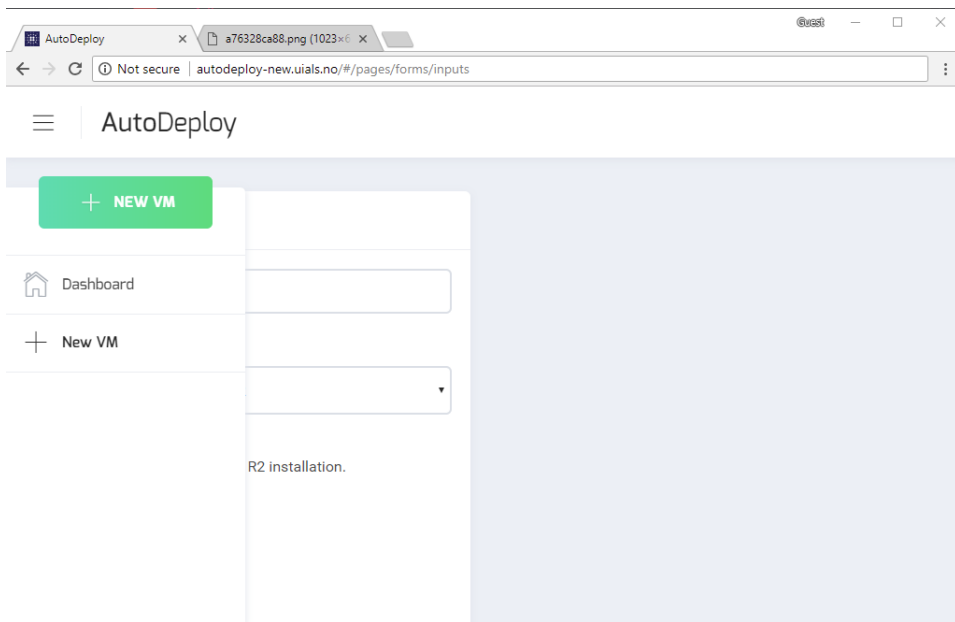 Guest
AutoDeploy a76328ca88.png (1023×6
Not secure | autodeploy-new.uials.no/#/pages/forms/inputs
AutoDeploy
NEW VM
Dashboard
New VM
R2 installation.